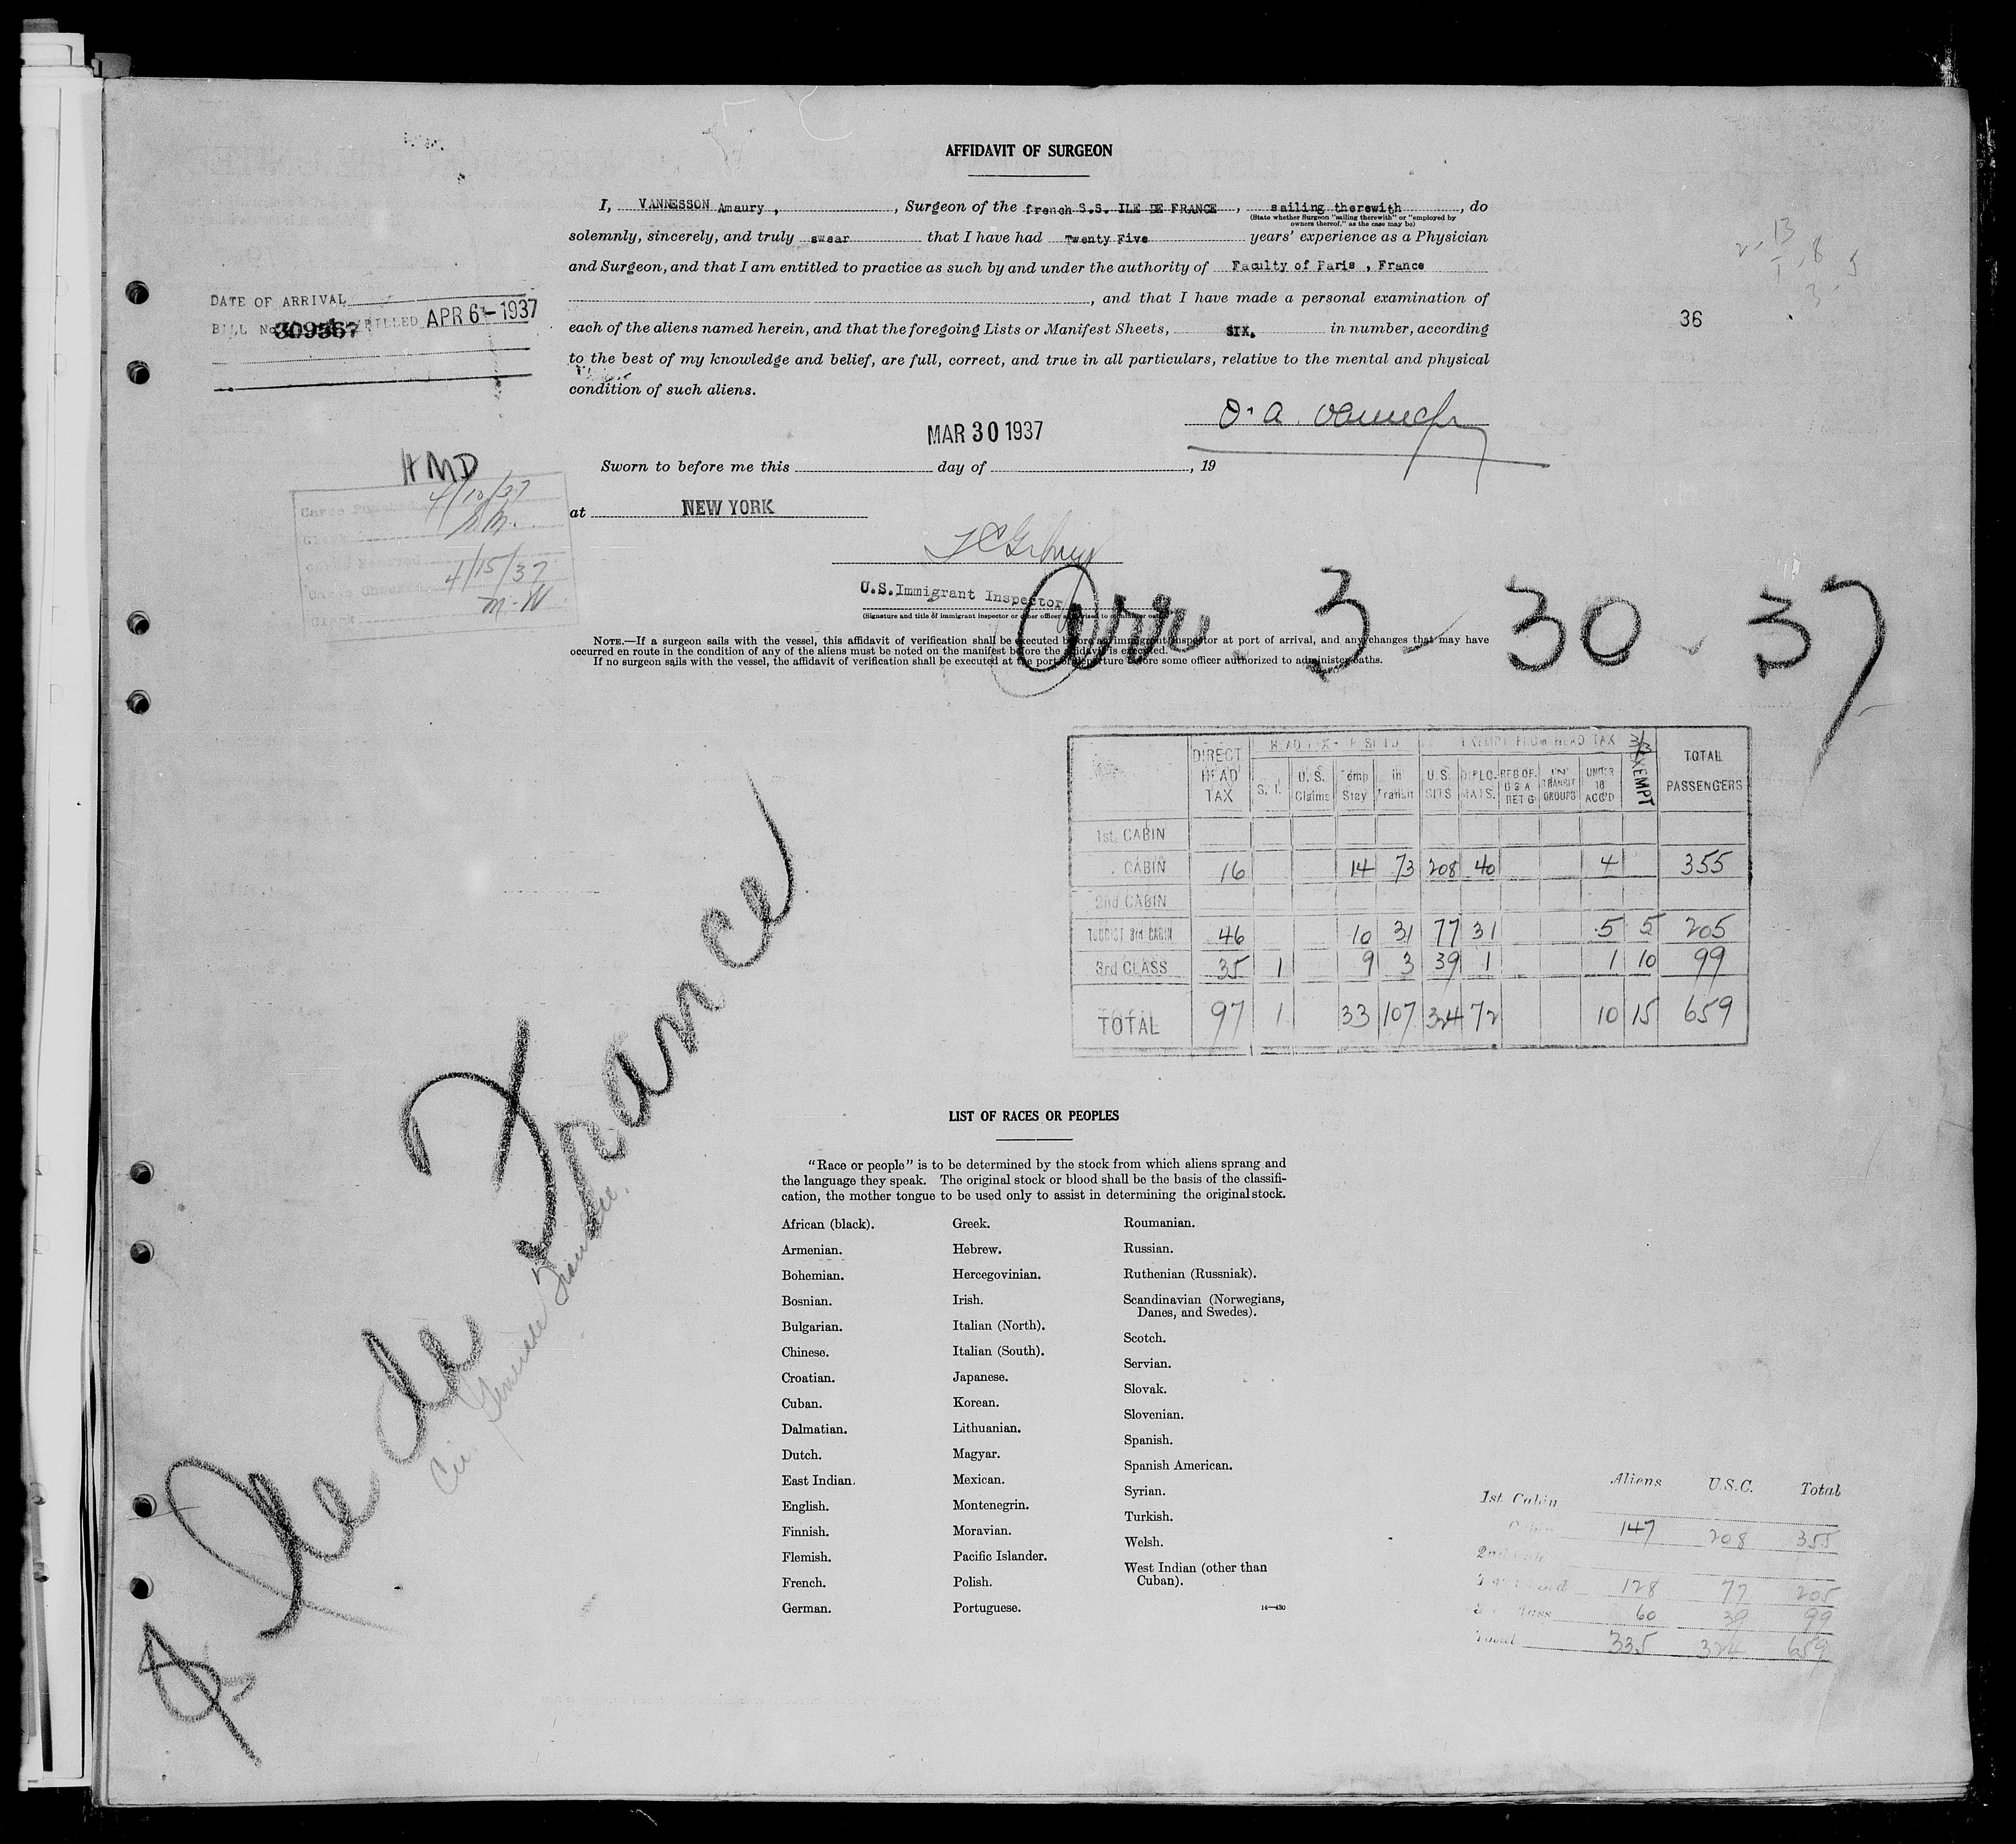 AFFIDAVIT OF SURGEON
I, VANNESSON Amaury , , Surgeon of the french S.S. ILE DE FRANCE , sailing therewith , do
(State whether Surgeon "sailing therewith" or "employed by
owners thereof," as the case may be)
solemnly, sincerely, and truly swear that I have had Twenty Five years' experience as a Physician
and Surgeon, and that I am entitled to practice as such by and under the authority of Faculty of Paris , France
, and that I have made a personal examination of
each of the aliens named herein, and that the foregoing Lists or Manifest Sheets, SIX. in number, according
to the best of my knowledge and belief, are full, correct, and true in all particulars, relative to the mental and physical
condition of such aliens.
DATE OF ARRIVAL
BILL No. 309567 BILLED APR 6 - 1937
36
MAR 30 1937
Sworn to before me this day of , 19
at NEW YORK
HMD
4/10/37
4/15/37
M.W
Clerk
U.S. Immigrant Inspector
(Signature and title of immigrant inspector or other officer
Arr. 3 - 30 - 37
NOTE.—If a surgeon sails with the vessel, this affidavit of verification shall be executed before an immigrant inspector at port of arrival, and any changes that may have
occurred en route in the condition of any of the aliens must be noted on the manifest before the affidavit is executed.
If no surgeon sails with the vessel, the affidavit of verification shall be executed at the port of departure before some officer authorized to administer oaths.
DIRECT HEAD TAX S. I. U. S. Claims Temp Stay in Transit EXEMPT FROM HEAD TAX U.S. CITS DIPLOMATS. RES OF. U S A RET G TRANSIT GROUPS UNDER 16 ACC'D EXEMPT TOTAL PASSENGERS
1st. CABIN
CABIN 16 14 73 208 40 4 355
2nd CABIN
TOURIST 3rd CABIN 46 10 31 77 31 5 5 205
3rd CLASS 35 1 9 3 39 1 1 10 99
TOTAL 97 1 33 107 324 72 10 15 659
Ile de France
LIST OF RACES OR PEOPLES
"Race or people" is to be determined by the stock from which aliens sprang and
the language they speak. The original stock or blood shall be the basis of the classifi-
cation, the mother tongue to be used only to assist in determining the original stock.
African (black).
Armenian.
Bohemian.
Bosnian.
Bulgarian.
Chinese.
Croatian.
Cuban.
Dalmatian.
Dutch.
East Indian.
English.
Finnish.
Flemish.
French.
German.
Greek.
Hebrew.
Hercegovinian.
Irish.
Italian (North).
Italian (South).
Japanese.
Korean.
Lithuanian.
Magyar.
Mexican.
Montenegrin.
Moravian.
Pacific Islander.
Polish.
Portuguese.
Roumanian.
Russian.
Ruthenian (Russniak).
Scandinavian (Norwegians,
Danes, and Swedes).
Scotch.
Servian.
Slovak.
Slovenian.
Spanish.
Spanish American.
Syrian.
Turkish.
Welsh.
West Indian (other than
Cuban).
14—430
Aliens U.S.C. Total
1st Cabin
147 208 355
2nd
128 77 205
60 39 99
Total 335 324 659